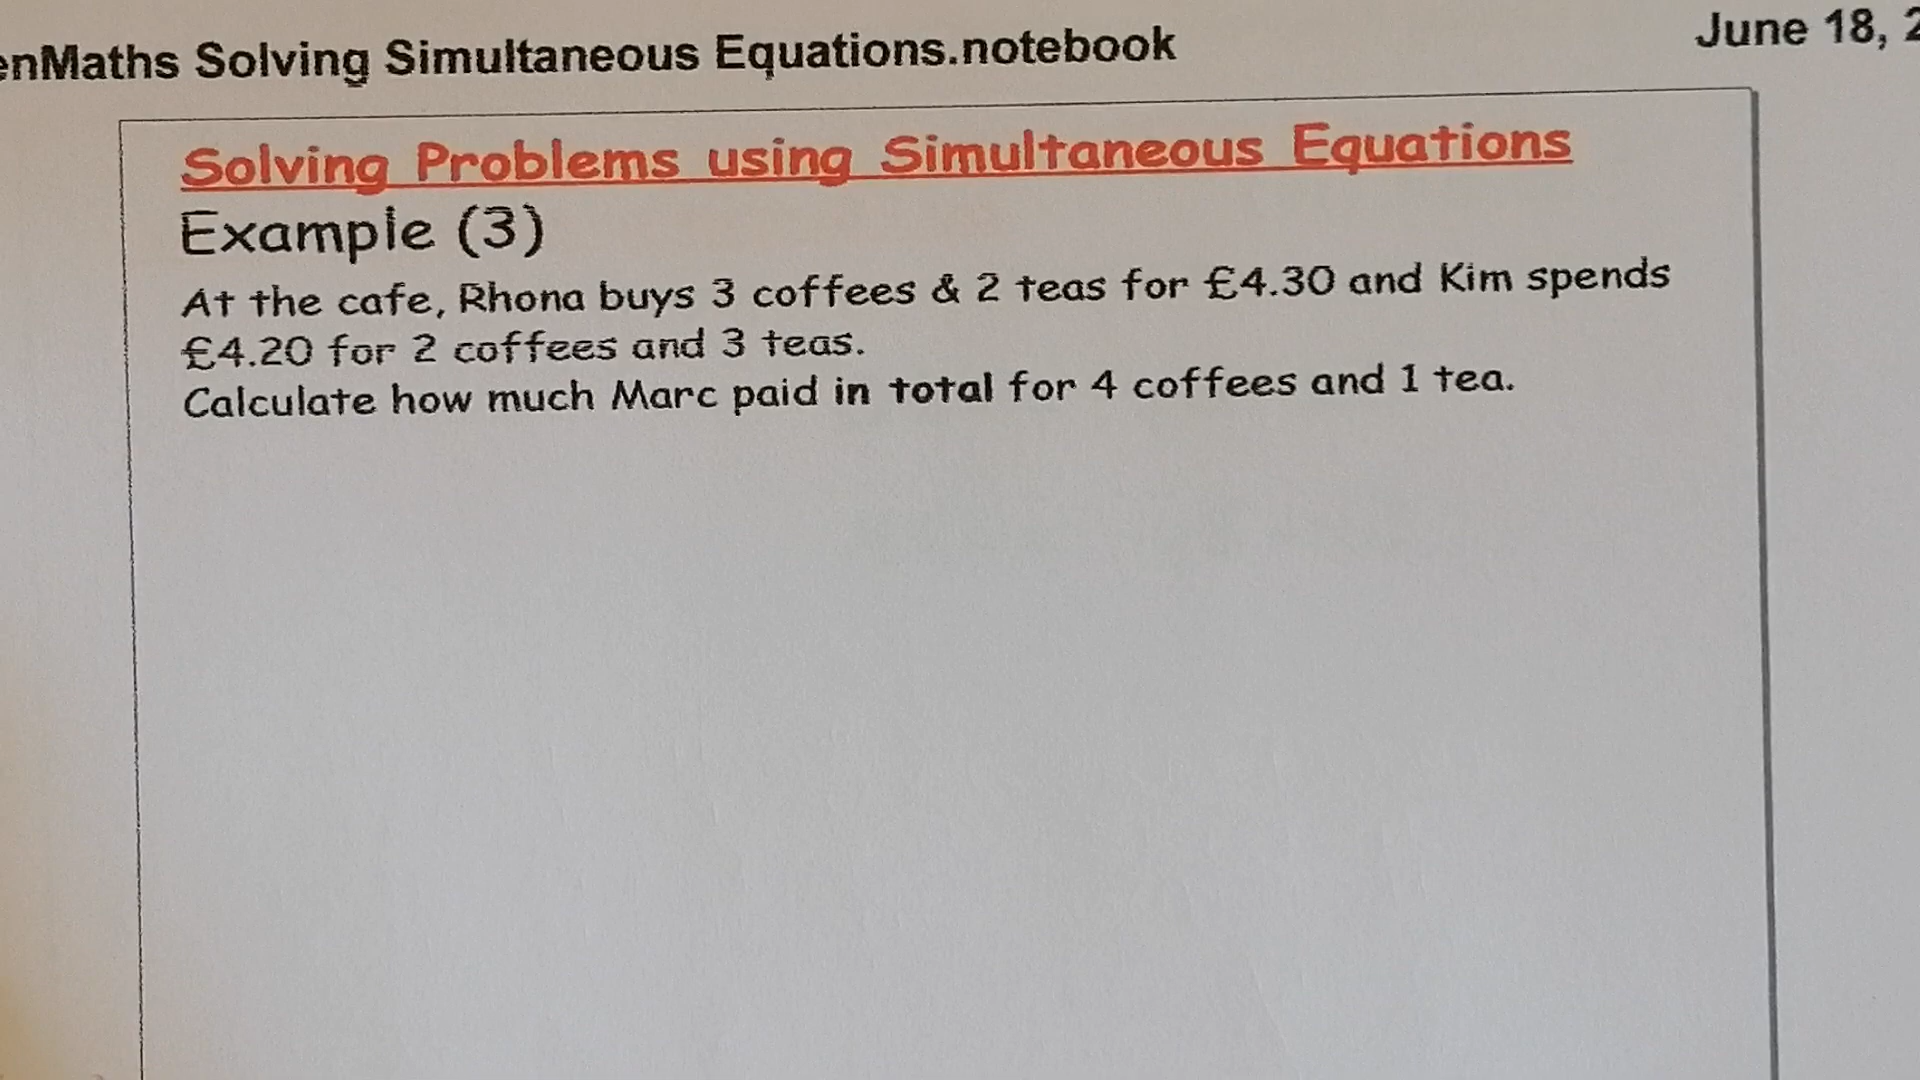 enMaths Solving Simultaneous Equations.notebook
June 18,
Solving Problems using Simultaneous Equations
Example (3)
At the cafe, Rhona buys 3 coffees & 2 teas for £4.30 and Kim spends
£4.20 for 2 coffees and 3 teas.
Calculate how much Marc paid in total for 4 coffees and 1 tea.